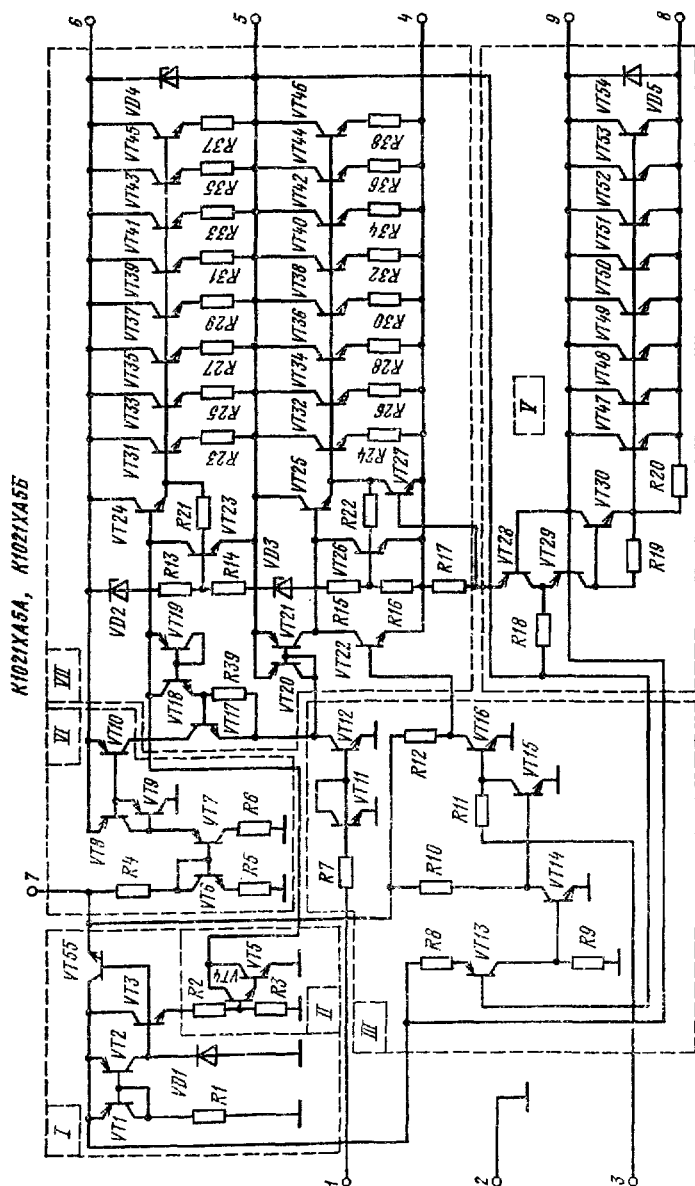 К1021ХА5А, К1021ХА5Б
7
6
5
4
9
8
I
VT1
VT2
VT3
VT55
VD1
R1
R2
R3
VT4
VT5
II
VI
VII
R4
VT8
VT9
VT10
VT6
VT7
R5
R6
VT17
VT18
VT19
R39
VD2
R13
R14
VT24
R21
VT23
VT31
VT33
VT35
VT37
VT39
VT41
VT43
VT45
VD4
R23
R25
R27
R29
R31
R33
R35
R37
VT20
VT21
VD3
VT25
VT32
VT34
VT36
VT38
VT40
VT42
VT44
VT46
R15
R16
VT26
R22
VT27
R24
R26
R28
R30
R32
R34
R36
R38
VT22
R17
R7
VT11
VT12
III
R8
VT13
R9
R10
VT14
R11
VT15
R12
VT16
V
R18
VT28
VT29
VT30
R19
R20
VT47
VT48
VT49
VT50
VT51
VT52
VT53
VT54
VD5
1
2
3